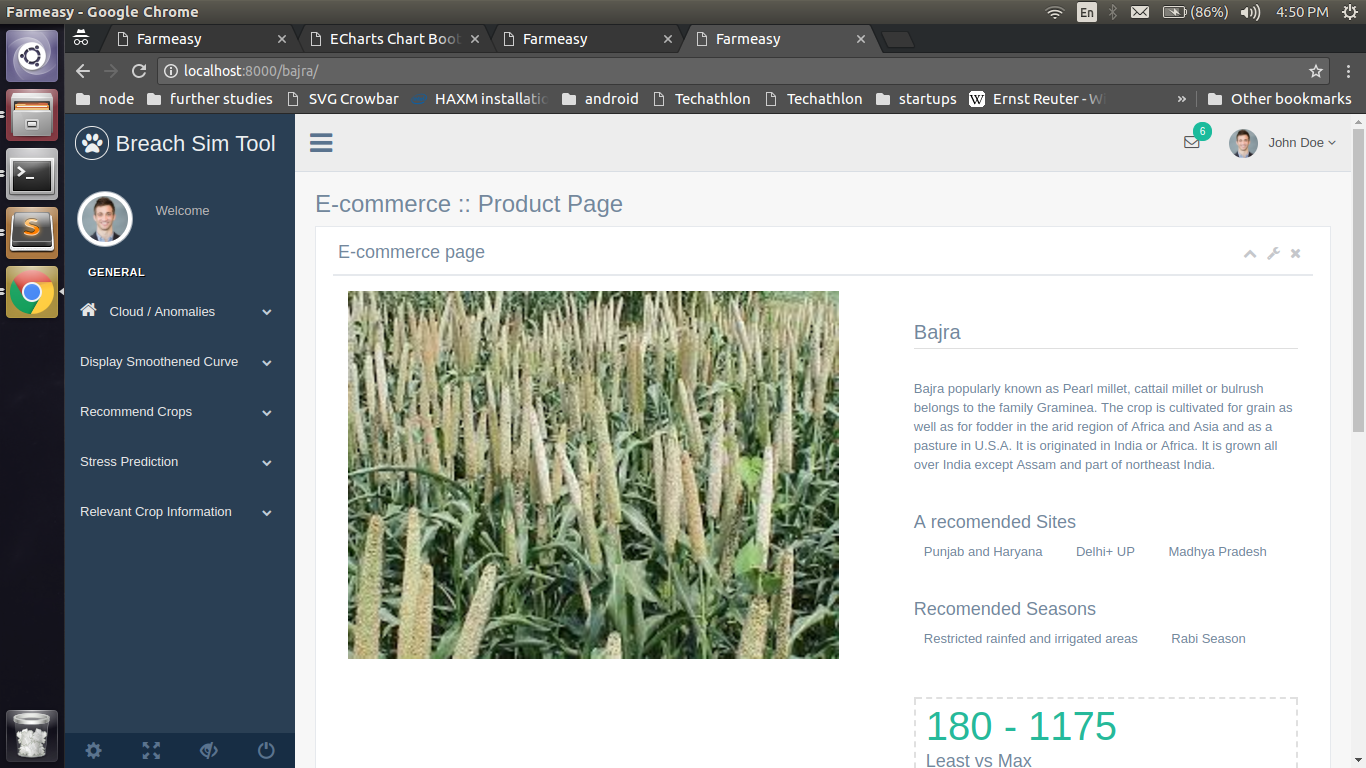 Farmeasy - Google Chrome
En
(86%)
4:50 PM
Farmeasy
ECharts Chart Boot
Farmeasy
Farmeasy
localhost:8000/bajra/
node
further studies
SVG Crowbar
HAXM installatio
android
Techathlon
Techathlon
startups
W
Ernst Reuter - Wi
»
Other bookmarks
Breach Sim Tool
6
John Doe
Welcome
E-commerce :: Product Page
E-commerce page
GENERAL
Cloud / Anomalies
Display Smoothened Curve
Recommend Crops
Stress Prediction
Relevant Crop Information
Bajra
Bajra popularly known as Pearl millet, cattail millet or bulrush
belongs to the family Graminea. The crop is cultivated for grain as
well as for fodder in the arid region of Africa and Asia and as a
pasture in U.S.A. It is originated in India or Africa. It is grown all
over India except Assam and part of northeast India.
A recomended Sites
Punjab and Haryana
Delhi+ UP
Madhya Pradesh
Recomended Seasons
Restricted rainfed and irrigated areas
Rabi Season
180 - 1175
Least vs Max